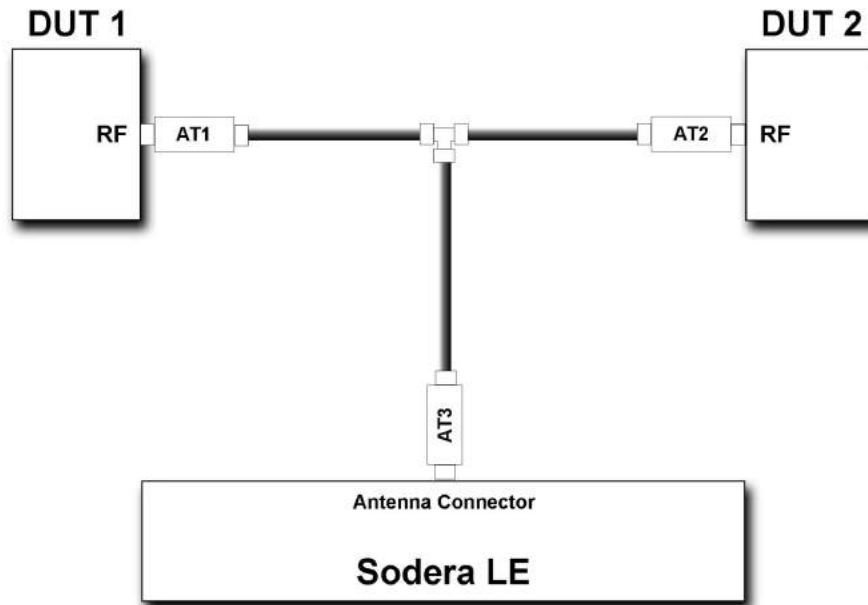 DUT 1
DUT 2
RF
AT1
AT2
RF
AT3
Antenna Connector
Sodera LE